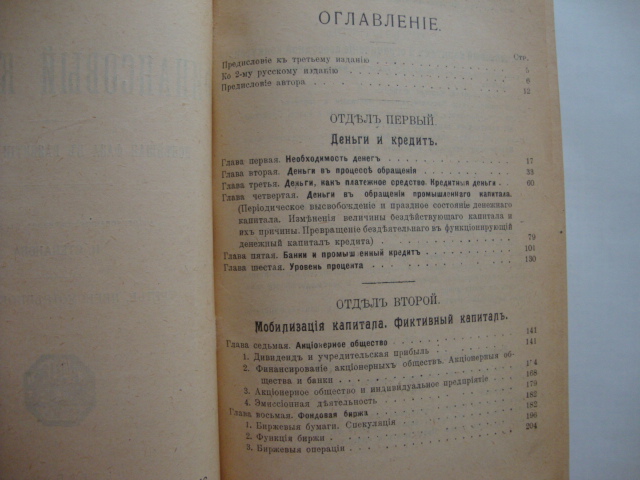 ОГЛАВЛЕНІЕ.
Стр.
Предисловіе къ третьему изданію 5
Ко 2-му русскому изданію 6
Предисловіе автора 12
ОТДѢЛЪ ПЕРВЫЙ.
Деньги и кредитъ.
Глава первая. Необходимость денегъ 17
Глава вторая. Деньги въ процессѣ обращенія 33
Глава третья. Деньги, какъ платежное средство. Кредитныя деньги 60
Глава четвертая. Деньги въ обращеніи промышленнаго капитала.
(Періодическое высвобожденіе и праздное состояніе денежнаго
капитала. Измѣненія величины бездѣйствующаго капитала и
ихъ причины. Превращеніе бездѣятельнаго въ функціонирующій
денежный капиталъ кредита) 79
Глава пятая. Банки и промышленный кредитъ 101
Глава шестая. Уровень процента 130
ОТДѢЛЪ ВТОРОЙ.
Мобилизація капитала. Фиктивный капиталъ.
Глава седьмая. Акціонерное общество 141
1. Дивидендъ и учредительская прибыль 141
2. Финансированіе акціонерныхъ обществъ. Акціонерныя об-
щества и банки
3. Акціонерное общество и индивидуальное предпріятіе 168
4. Эмиссіонная дѣятельность 179
Глава восьмая. Фондовая биржа 182
1. Биржевыя бумаги. Спекуляція 182
2. Функціи биржи 196
3. Биржевыя операціи 204